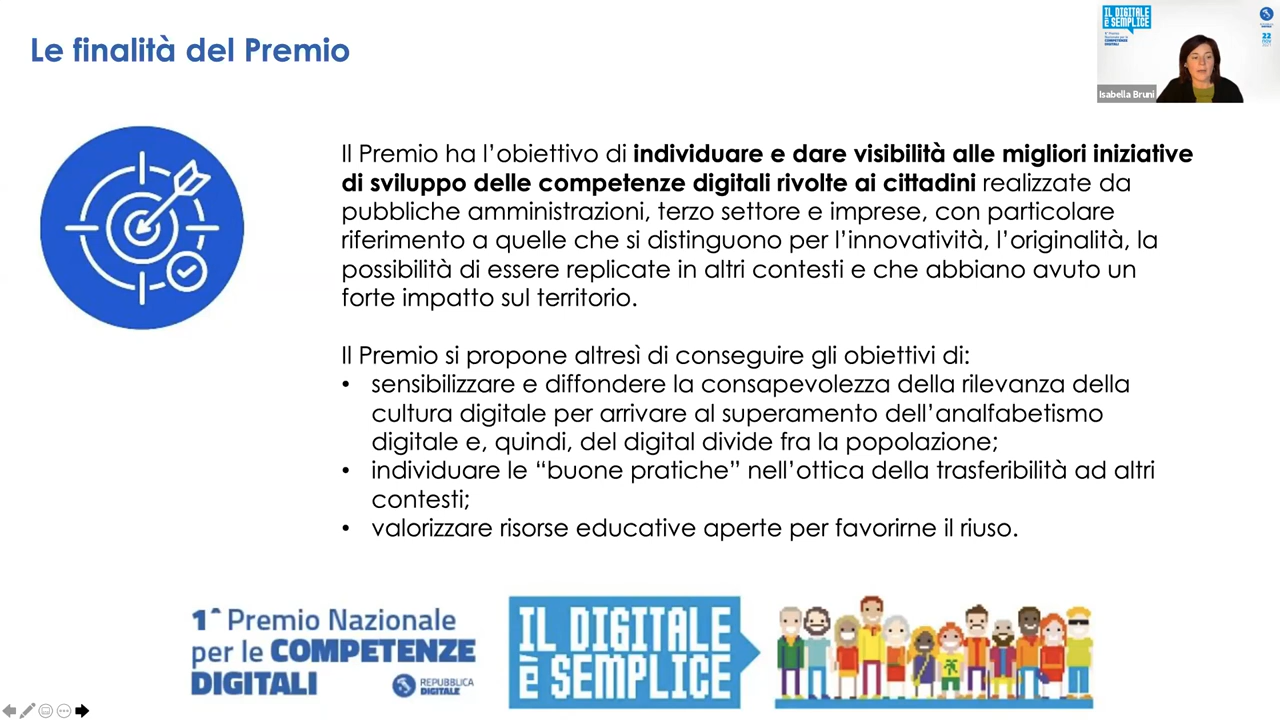 Le finalità del Premio
IL DIGITALE
È SEMPLICE
COMPETENZE
DIGITALI
22
Isabella Bruni
Il Premio ha l’obiettivo di individuare e dare visibilità alle migliori iniziative
di sviluppo delle competenze digitali rivolte ai cittadini realizzate da
pubbliche amministrazioni, terzo settore e imprese, con particolare
riferimento a quelle che si distinguono per l’innovatività, l’originalità, la
possibilità di essere replicate in altri contesti e che abbiano avuto un
forte impatto sul territorio.
Il Premio si propone altresì di conseguire gli obiettivi di:
• sensibilizzare e diffondere la consapevolezza della rilevanza della
cultura digitale per arrivare al superamento dell’analfabetismo
digitale e, quindi, del digital divide fra la popolazione;
• individuare le “buone pratiche” nell’ottica della trasferibilità ad altri
contesti;
• valorizzare risorse educative aperte per favorirne il riuso.
1^ Premio Nazionale
per le COMPETENZE
DIGITALI
REPUBBLICA
DIGITALE
IL DIGITALE
È SEMPLICE